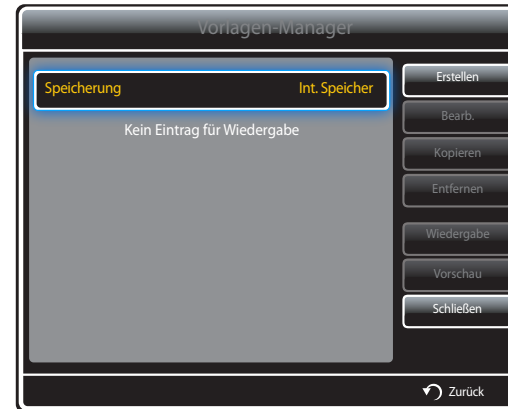 Vorlagen-Manager
Speicherung Int. Speicher
Kein Eintrag für Wiedergabe
Erstellen
Bearb.
Kopieren
Entfernen
Wiedergabe
Vorschau
Schließen
Zurück